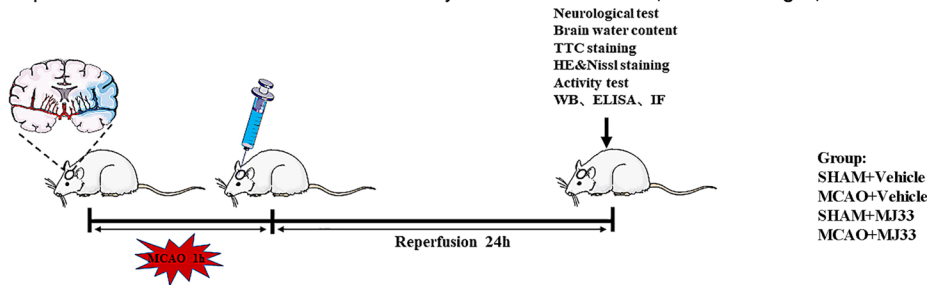 Neurological test
Brain water content
TTC staining
HE&Nissl staining
Activity test
WB、ELISA、IF
Group:
SHAM+Vehicle
MCAO+Vehicle
SHAM+MJ33
MCAO+MJ33
Reperfusion 24h
MCAO 1h